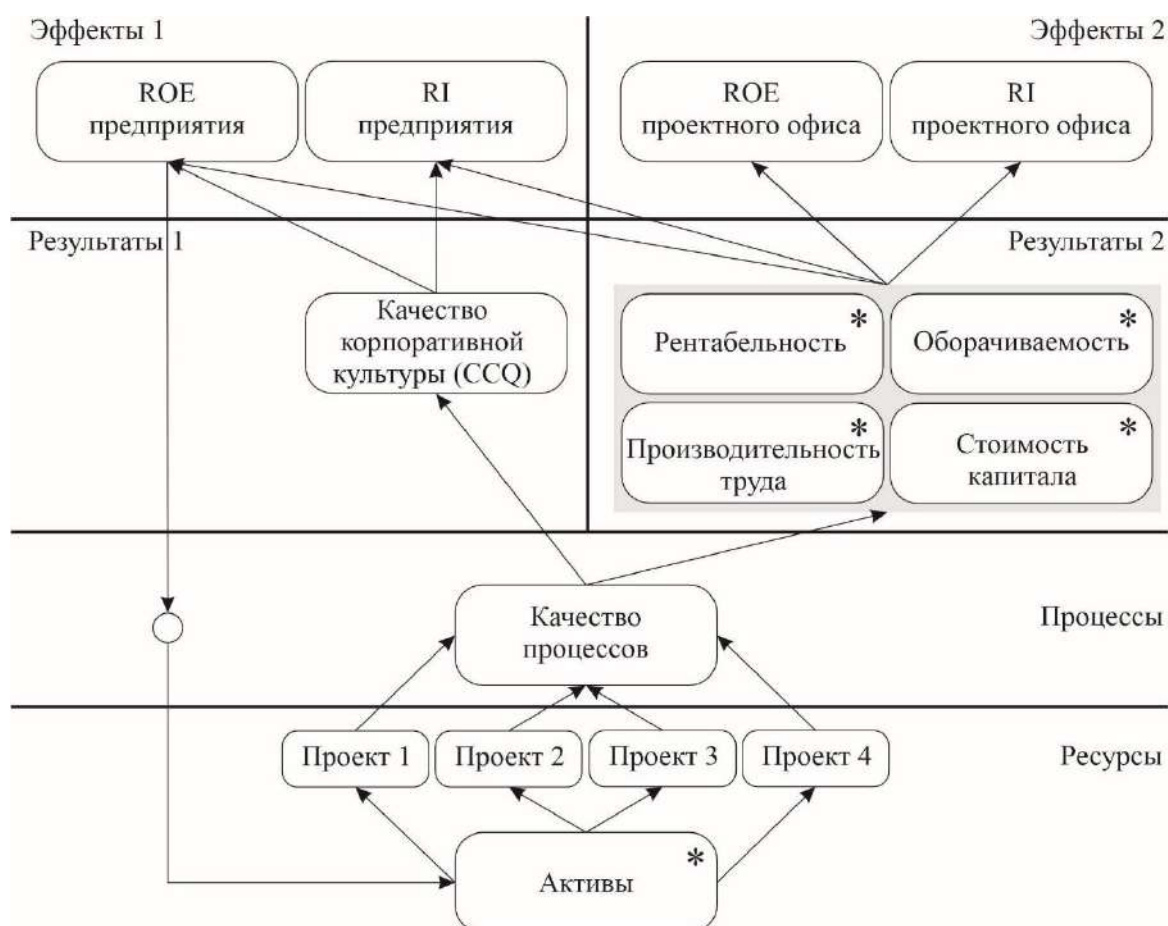 Эффекты 1
Эффекты 2
ROE
предприятия
RI
предприятия
ROE
проектного офиса
RI
проектного офиса
Результаты 1
Результаты 2
Качество
корпоративной
культуры (CCQ)
Рентабельность *
Оборачиваемость *
Производительность *
труда
Стоимость *
капитала
Качество
процессов
Процессы
Проект 1
Проект 2
Проект 3
Проект 4
Ресурсы
Активы *